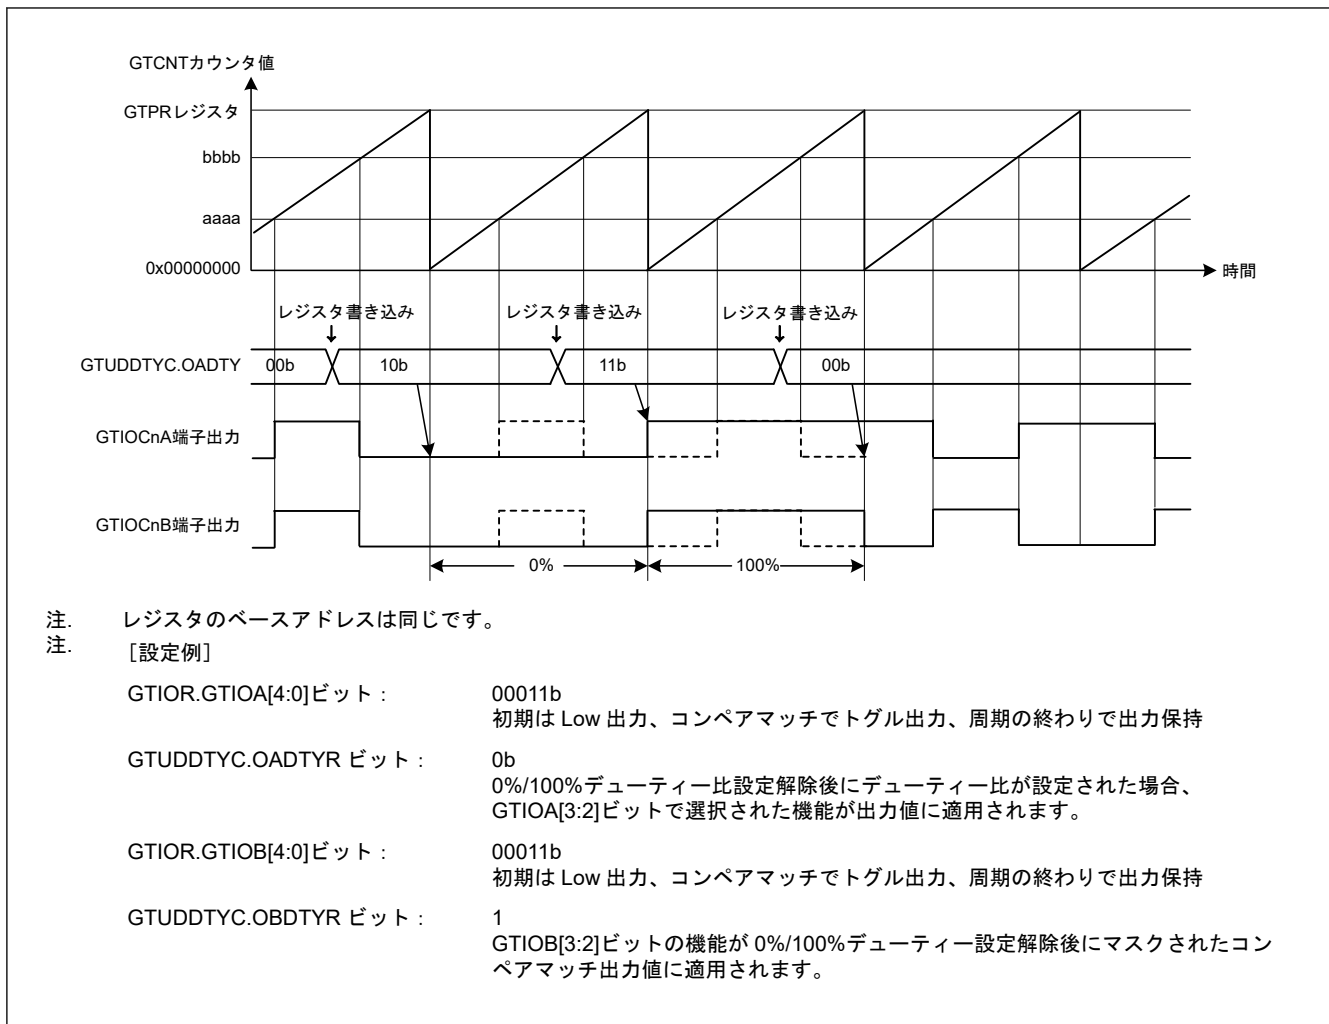 GTCNTカウンタ値
GTPRレジスタ
bbbb
aaaa
0x00000000
時間
レジスタ書き込み レジスタ書き込み レジスタ書き込み
GTUDDTYC.OADTY 00b 10b 11b 00b
GTIOCnA端子出力
GTIOCnB端子出力
0% 100%
注. レジスタのベースアドレスは同じです。
注. ［設定例］
GTIOR.GTIOA[4:0]ビット： 00011b
初期は Low 出力、コンペアマッチでトグル出力、周期の終わりで出力保持
GTUDDTYC.OADTYR ビット： 0b
0%/100%デューティー比設定解除後にデューティー比が設定された場合、
GTIOA[3:2]ビットで選択された機能が出力値に適用されます。
GTIOR.GTIOB[4:0]ビット： 00011b
初期は Low 出力、コンペアマッチでトグル出力、周期の終わりで出力保持
GTUDDTYC.OBDTYR ビット： 1
GTIOB[3:2]ビットの機能が 0%/100%デューティー設定解除後にマスクされたコン
ペアマッチ出力値に適用されます。